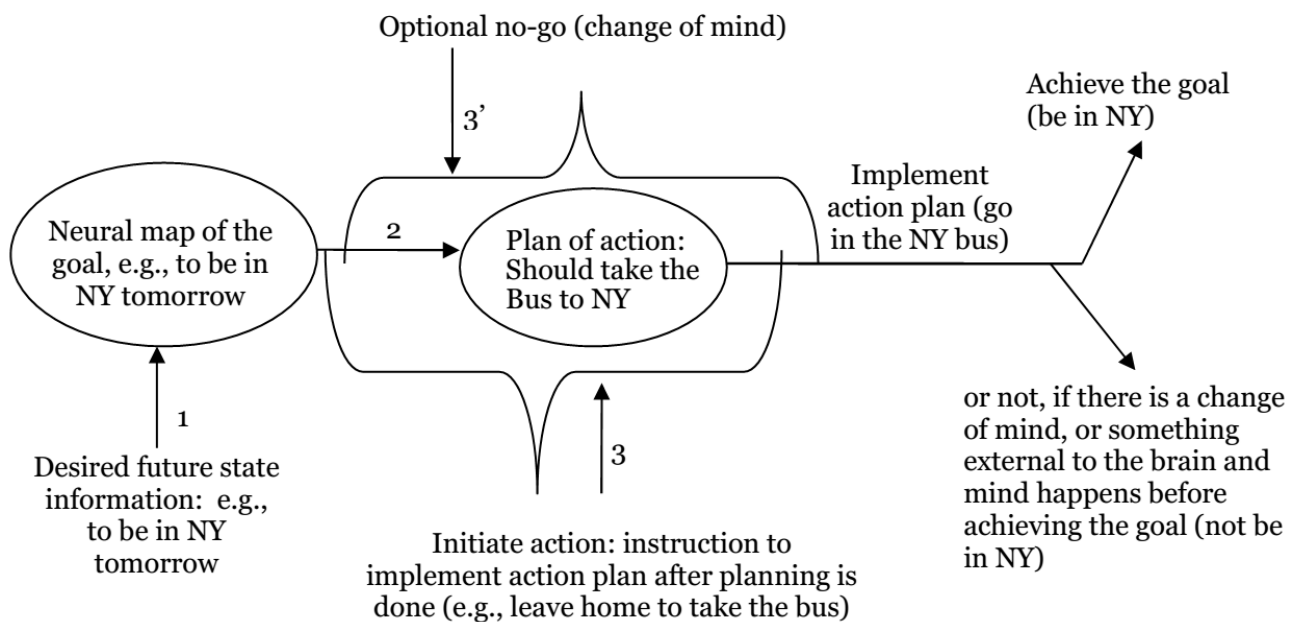 Optional no-go (change of mind)
3’
Achieve the goal
(be in NY)
Implement
action plan (go
in the NY bus)
Neural map of the
goal, e.g., to be in
NY tomorrow
2
Plan of action:
Should take the
Bus to NY
1
Desired future state
information: e.g.,
to be in NY
tomorrow
3
Initiate action: instruction to
implement action plan after planning is
done (e.g., leave home to take the bus)
or not, if there is a change
of mind, or something
external to the brain and
mind happens before
achieving the goal (not be
in NY)